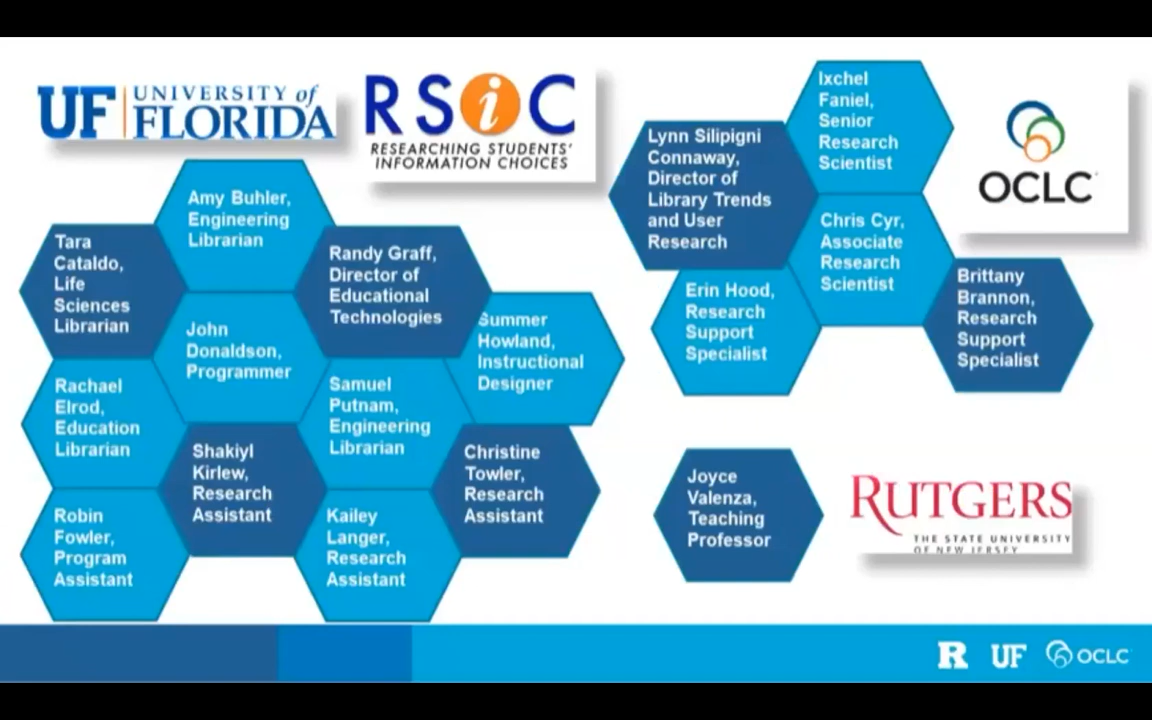 UF UNIVERSITY of
FLORIDA
RSiC
RESEARCHING STUDENTS'
INFORMATION CHOICES
Amy Buhler,
Engineering
Librarian
Tara
Cataldo,
Life
Sciences
Librarian
Randy Graff,
Director of
Educational
Technologies
John
Donaldson,
Programmer
Summer
Howland,
Instructional
Designer
Rachael
Elrod,
Education
Librarian
Samuel
Putnam,
Engineering
Librarian
Shakiyl
Kirlew,
Research
Assistant
Christine
Towler,
Research
Assistant
Robin
Fowler,
Program
Assistant
Kailey
Langer,
Research
Assistant
Ixchel
Faniel,
Senior
Research
Scientist
Lynn Silipigni
Connaway,
Director of
Library Trends
and User
Research
OCLC
Chris Cyr,
Associate
Research
Scientist
Erin Hood,
Research
Support
Specialist
Brittany
Brannon,
Research
Support
Specialist
Joyce
Valenza,
Teaching
Professor
RUTGERS
THE STATE UNIVERSITY
OF NEW JERSEY
R UF OCLC